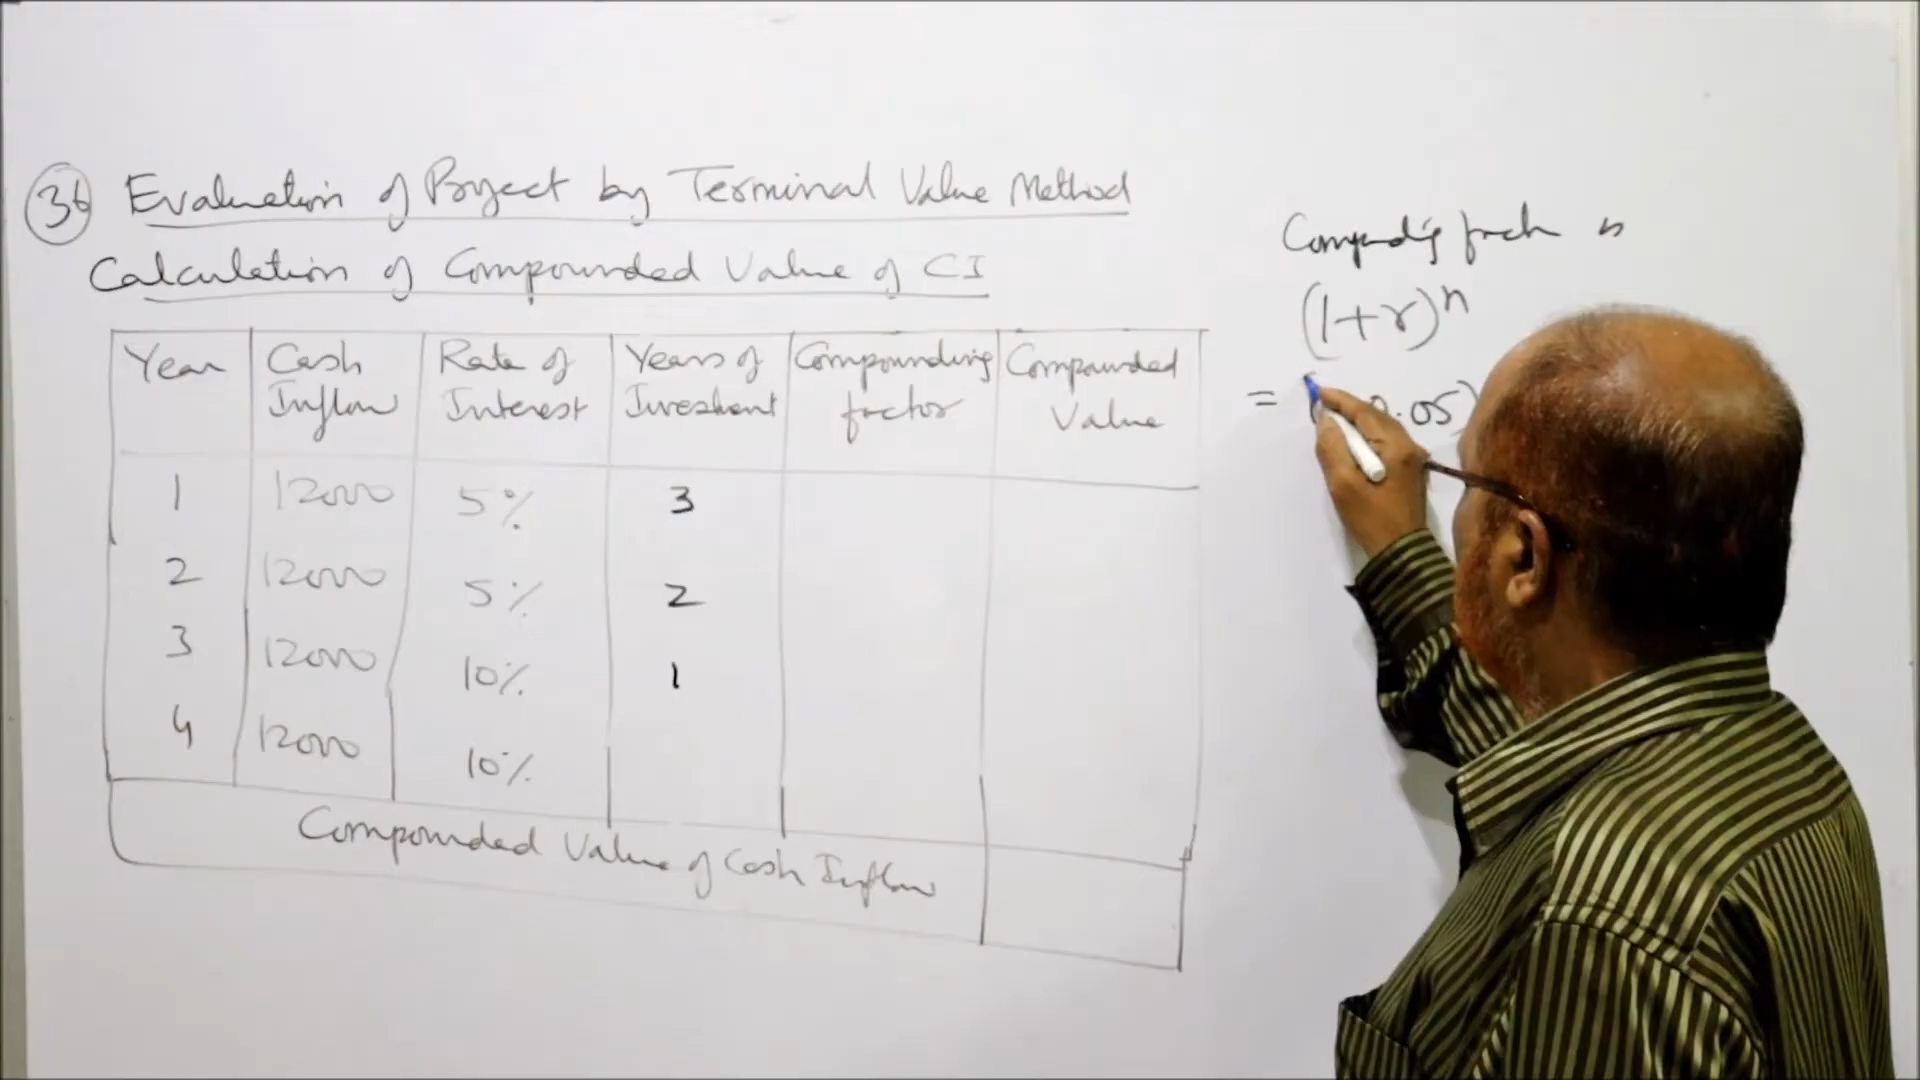 36 Evaluation of Project by Terminal Value Method
Calculation of Compounded Value of CI
Year Cash Inflow Rate of Interest Years of Investment Compounding factor Compounded Value
1 12000 5% 3
2 12000 5% 2
3 12000 10% 1
4 12000 10%
Compounded Value of Cash Inflow
Compounding factor is
(1+r)^n
= 0.05)